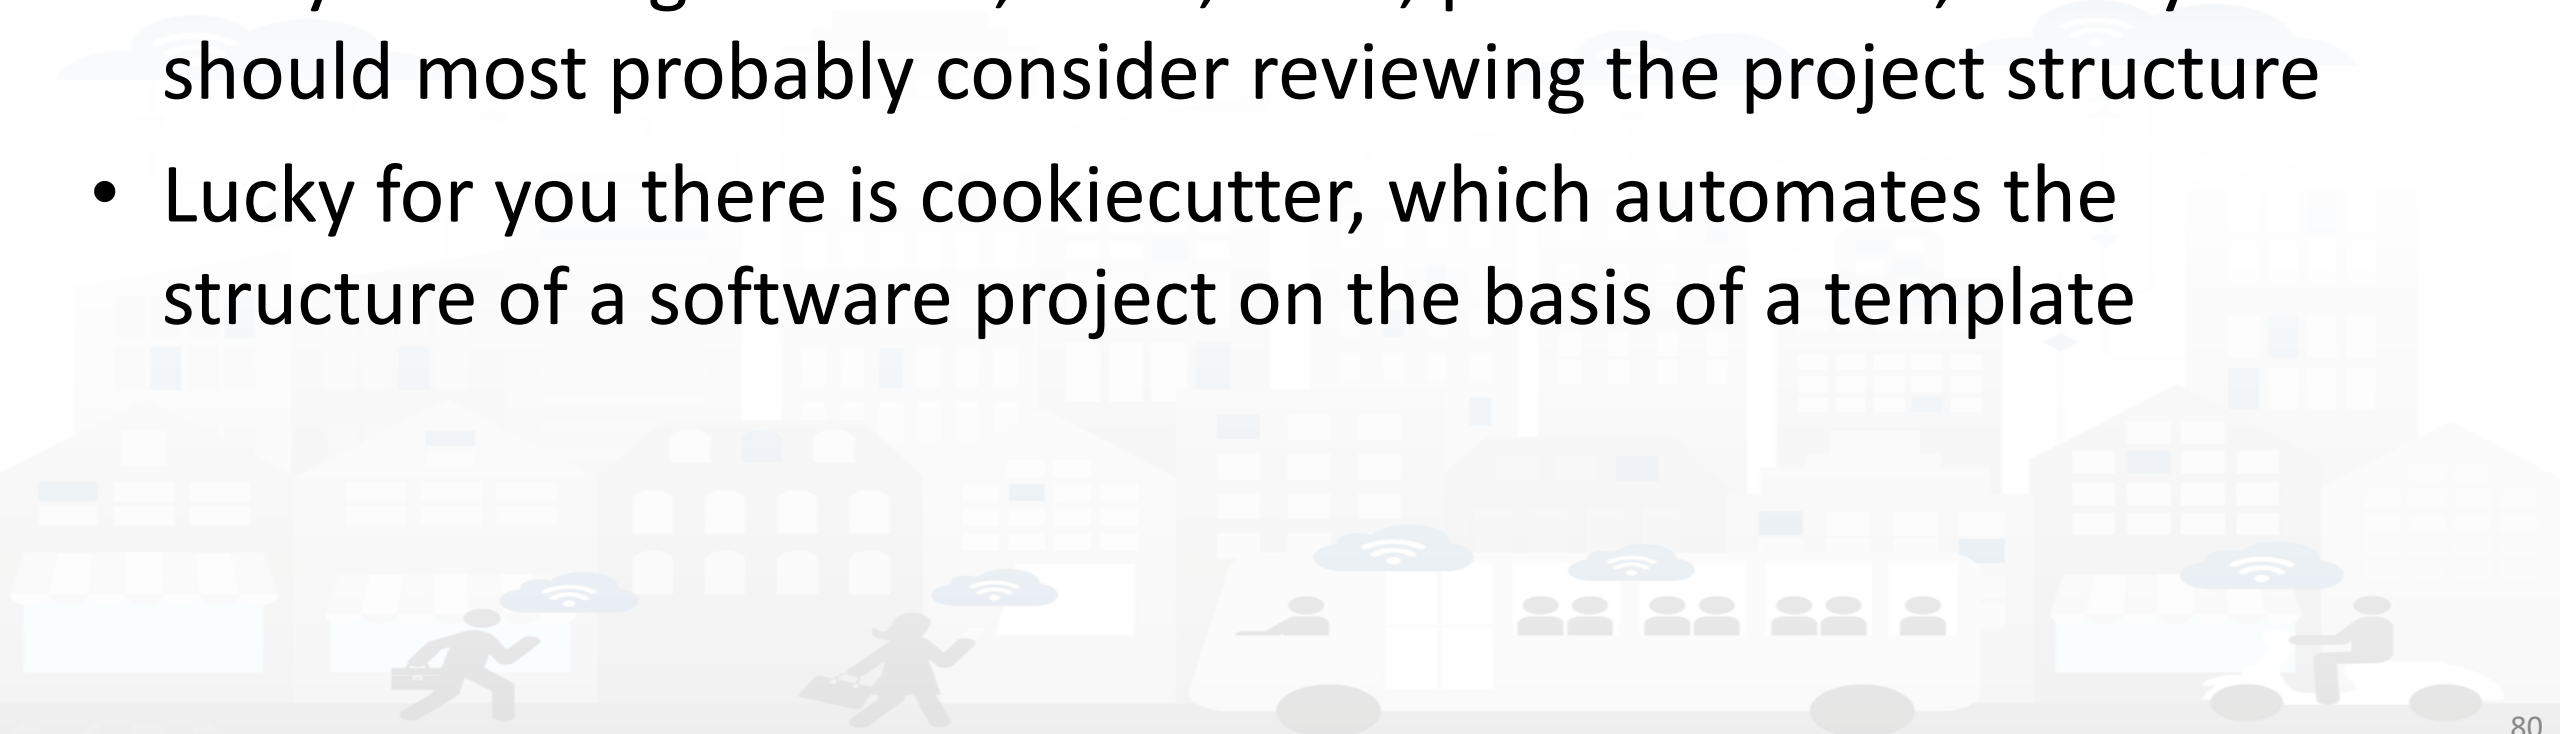 should most probably consider reviewing the project structure
• Lucky for you there is cookiecutter, which automates the
structure of a software project on the basis of a template
80